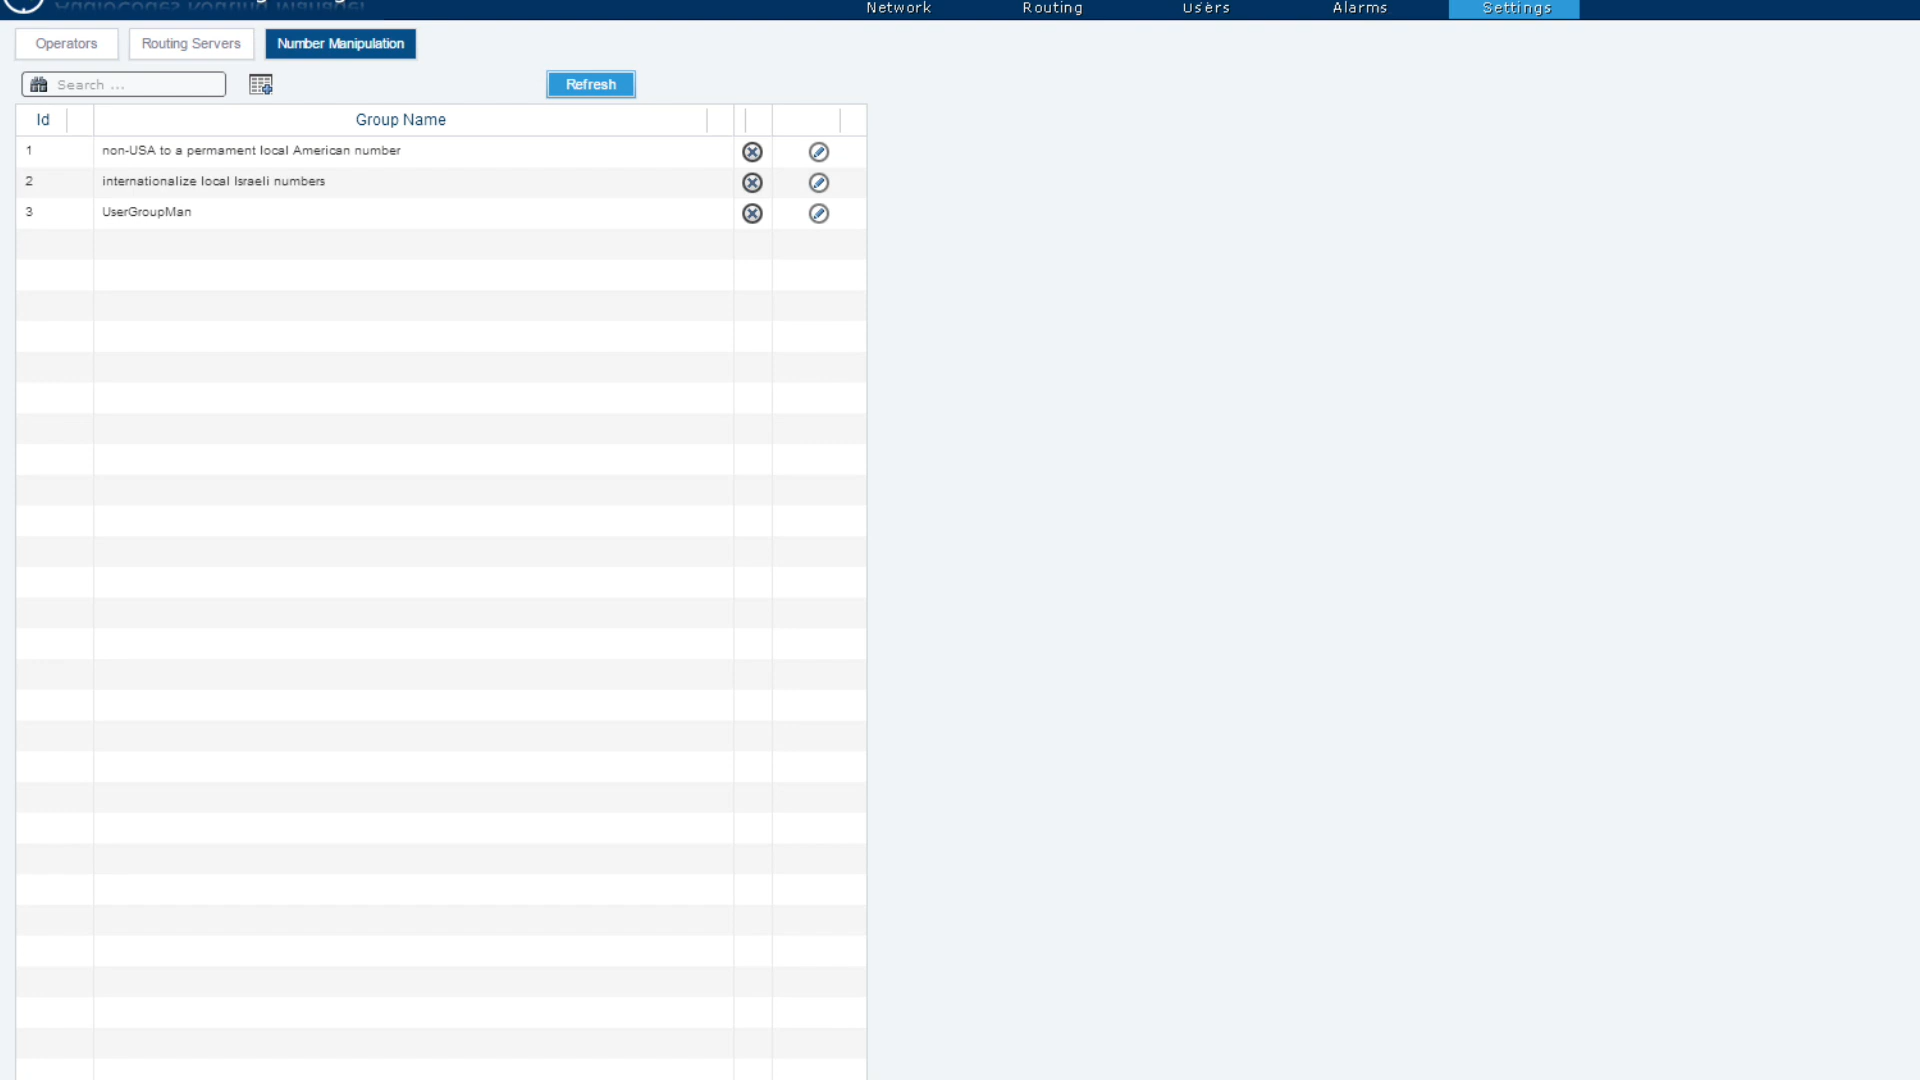 Network
Routing
Users
Alarms
Settings
Operators
Routing Servers
Number Manipulation
Search ...
Refresh
Id
Group Name
1
non-USA to a permament local American number
2
internationalize local Israeli numbers
3
UserGroupMan